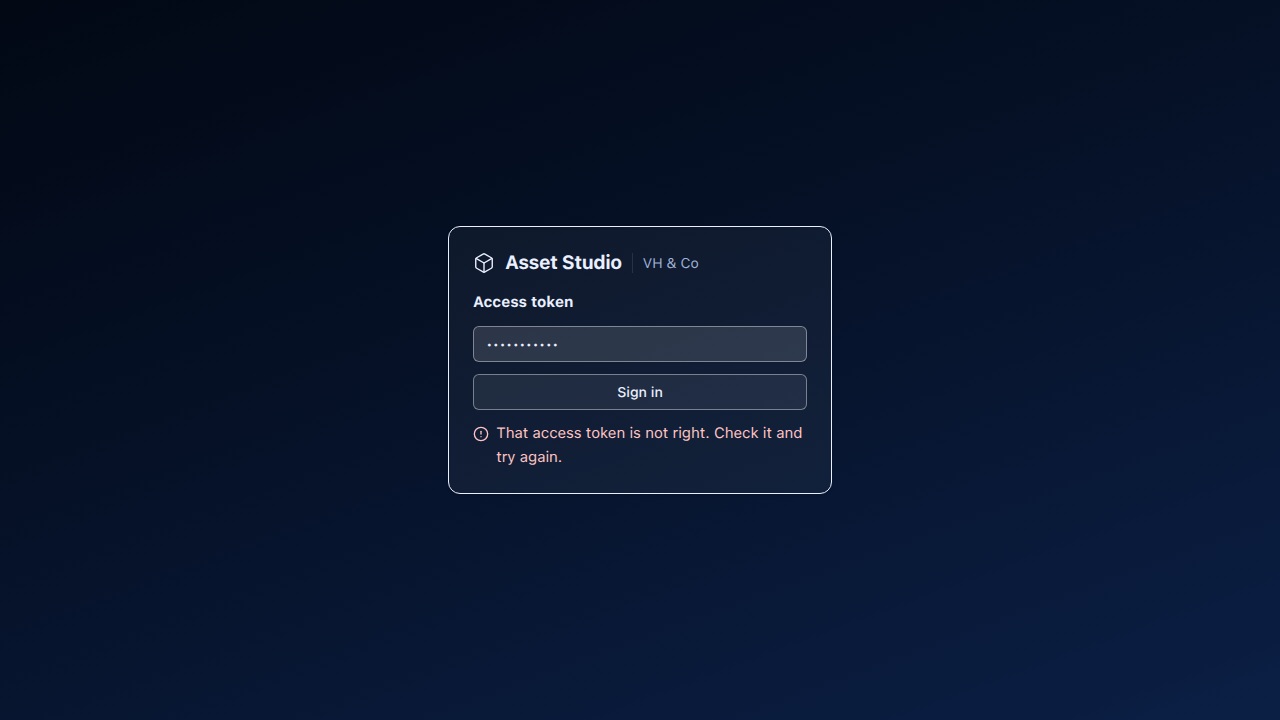 Asset Studio
VH & Co
Access token
•••••••••••
Sign in
That access token is not right. Check it and
try again.